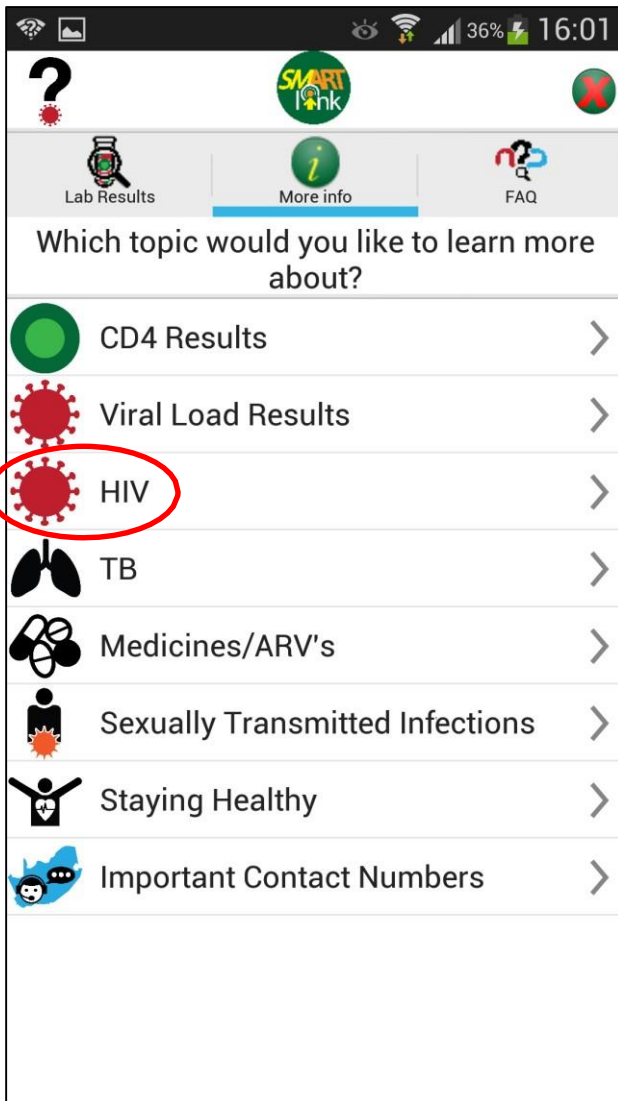 36% 16:01
SMART
link
Lab Results More info FAQ
Which topic would you like to learn more
about?
CD4 Results
Viral Load Results
HIV
TB
Medicines/ARV's
Sexually Transmitted Infections
Staying Healthy
Important Contact Numbers